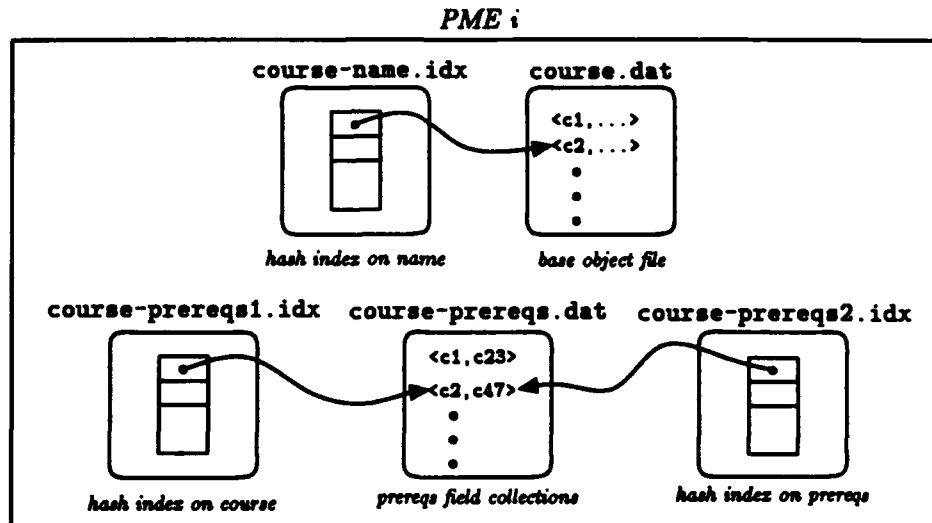 PME i
course-name.idx course.dat
<c1,...>
<c2,...>
hash index on name base object file
course-prereqs1.idx course-prereqs.dat course-prereqs2.idx
<c1,c23>
<c2,c47>
hash index on course prereqs field collections hash index on prereqs